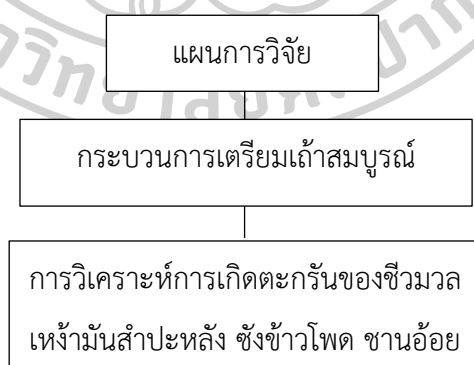 แผนการวิจัย
กระบวนการเตรียมเถ้าสมบูรณ์
การวิเคราะห์การเกิดตะกรันของชีวมวล
เหง้ามันสำปะหลัง ซังข้าวโพด ชานอ้อย